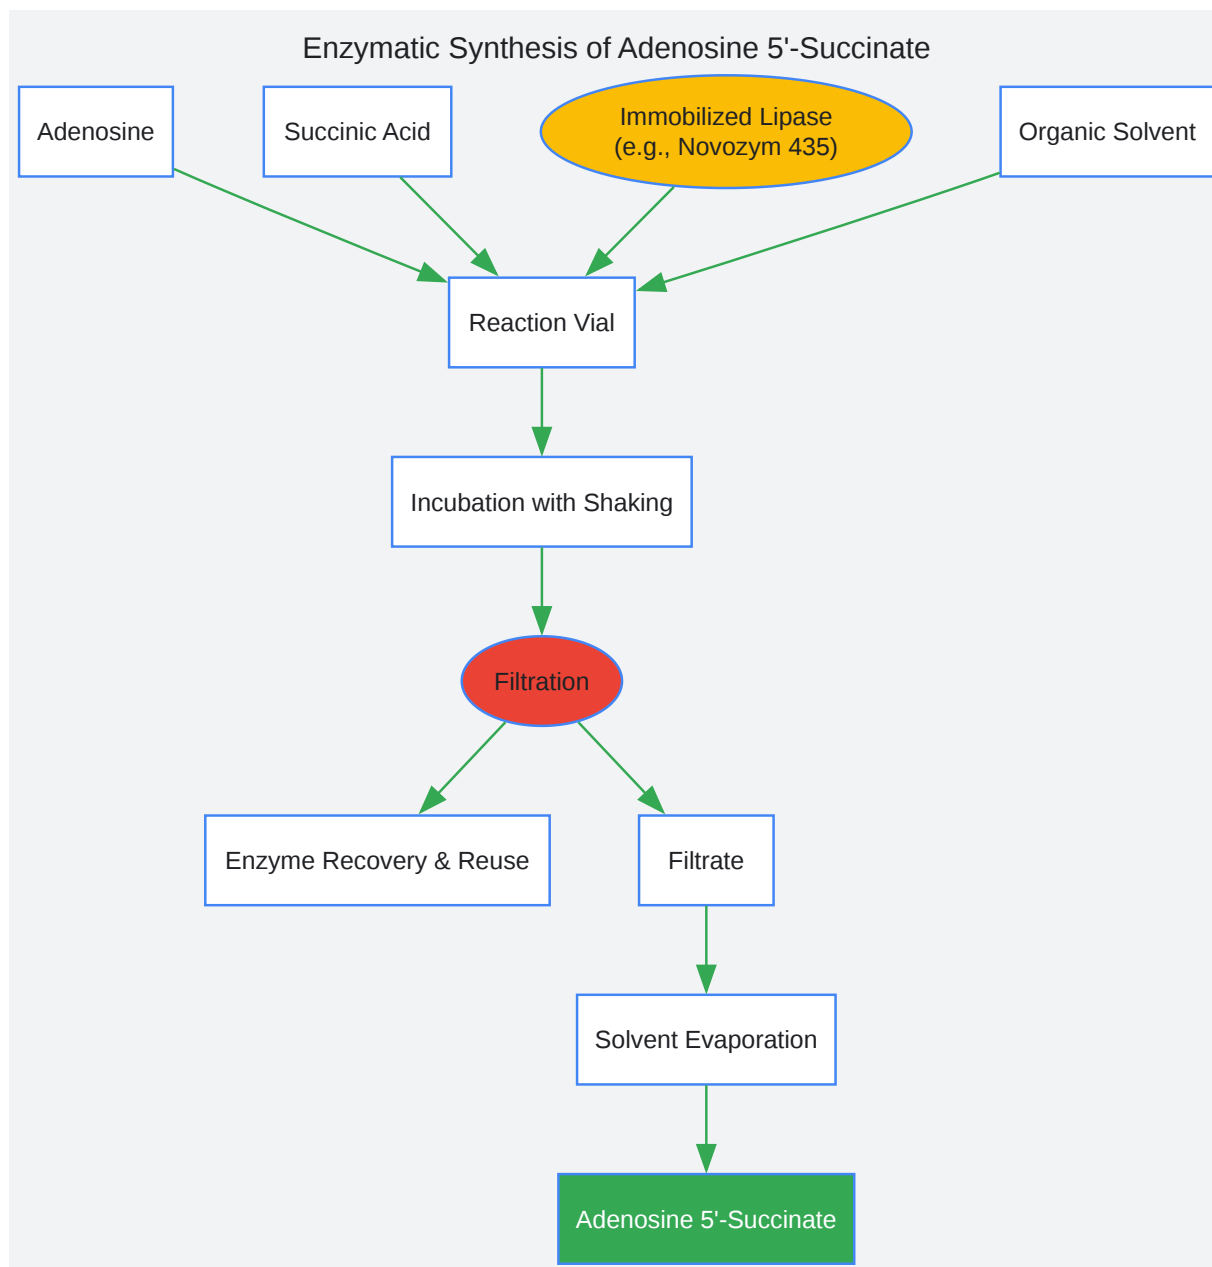 Enzymatic Synthesis of Adenosine 5'-Succinate
Adenosine
Succinic Acid
Immobilized Lipase
(e.g., Novozym 435)
Organic Solvent
Reaction Vial
Incubation with Shaking
Filtration
Enzyme Recovery & Reuse
Filtrate
Solvent Evaporation
Adenosine 5'-Succinate